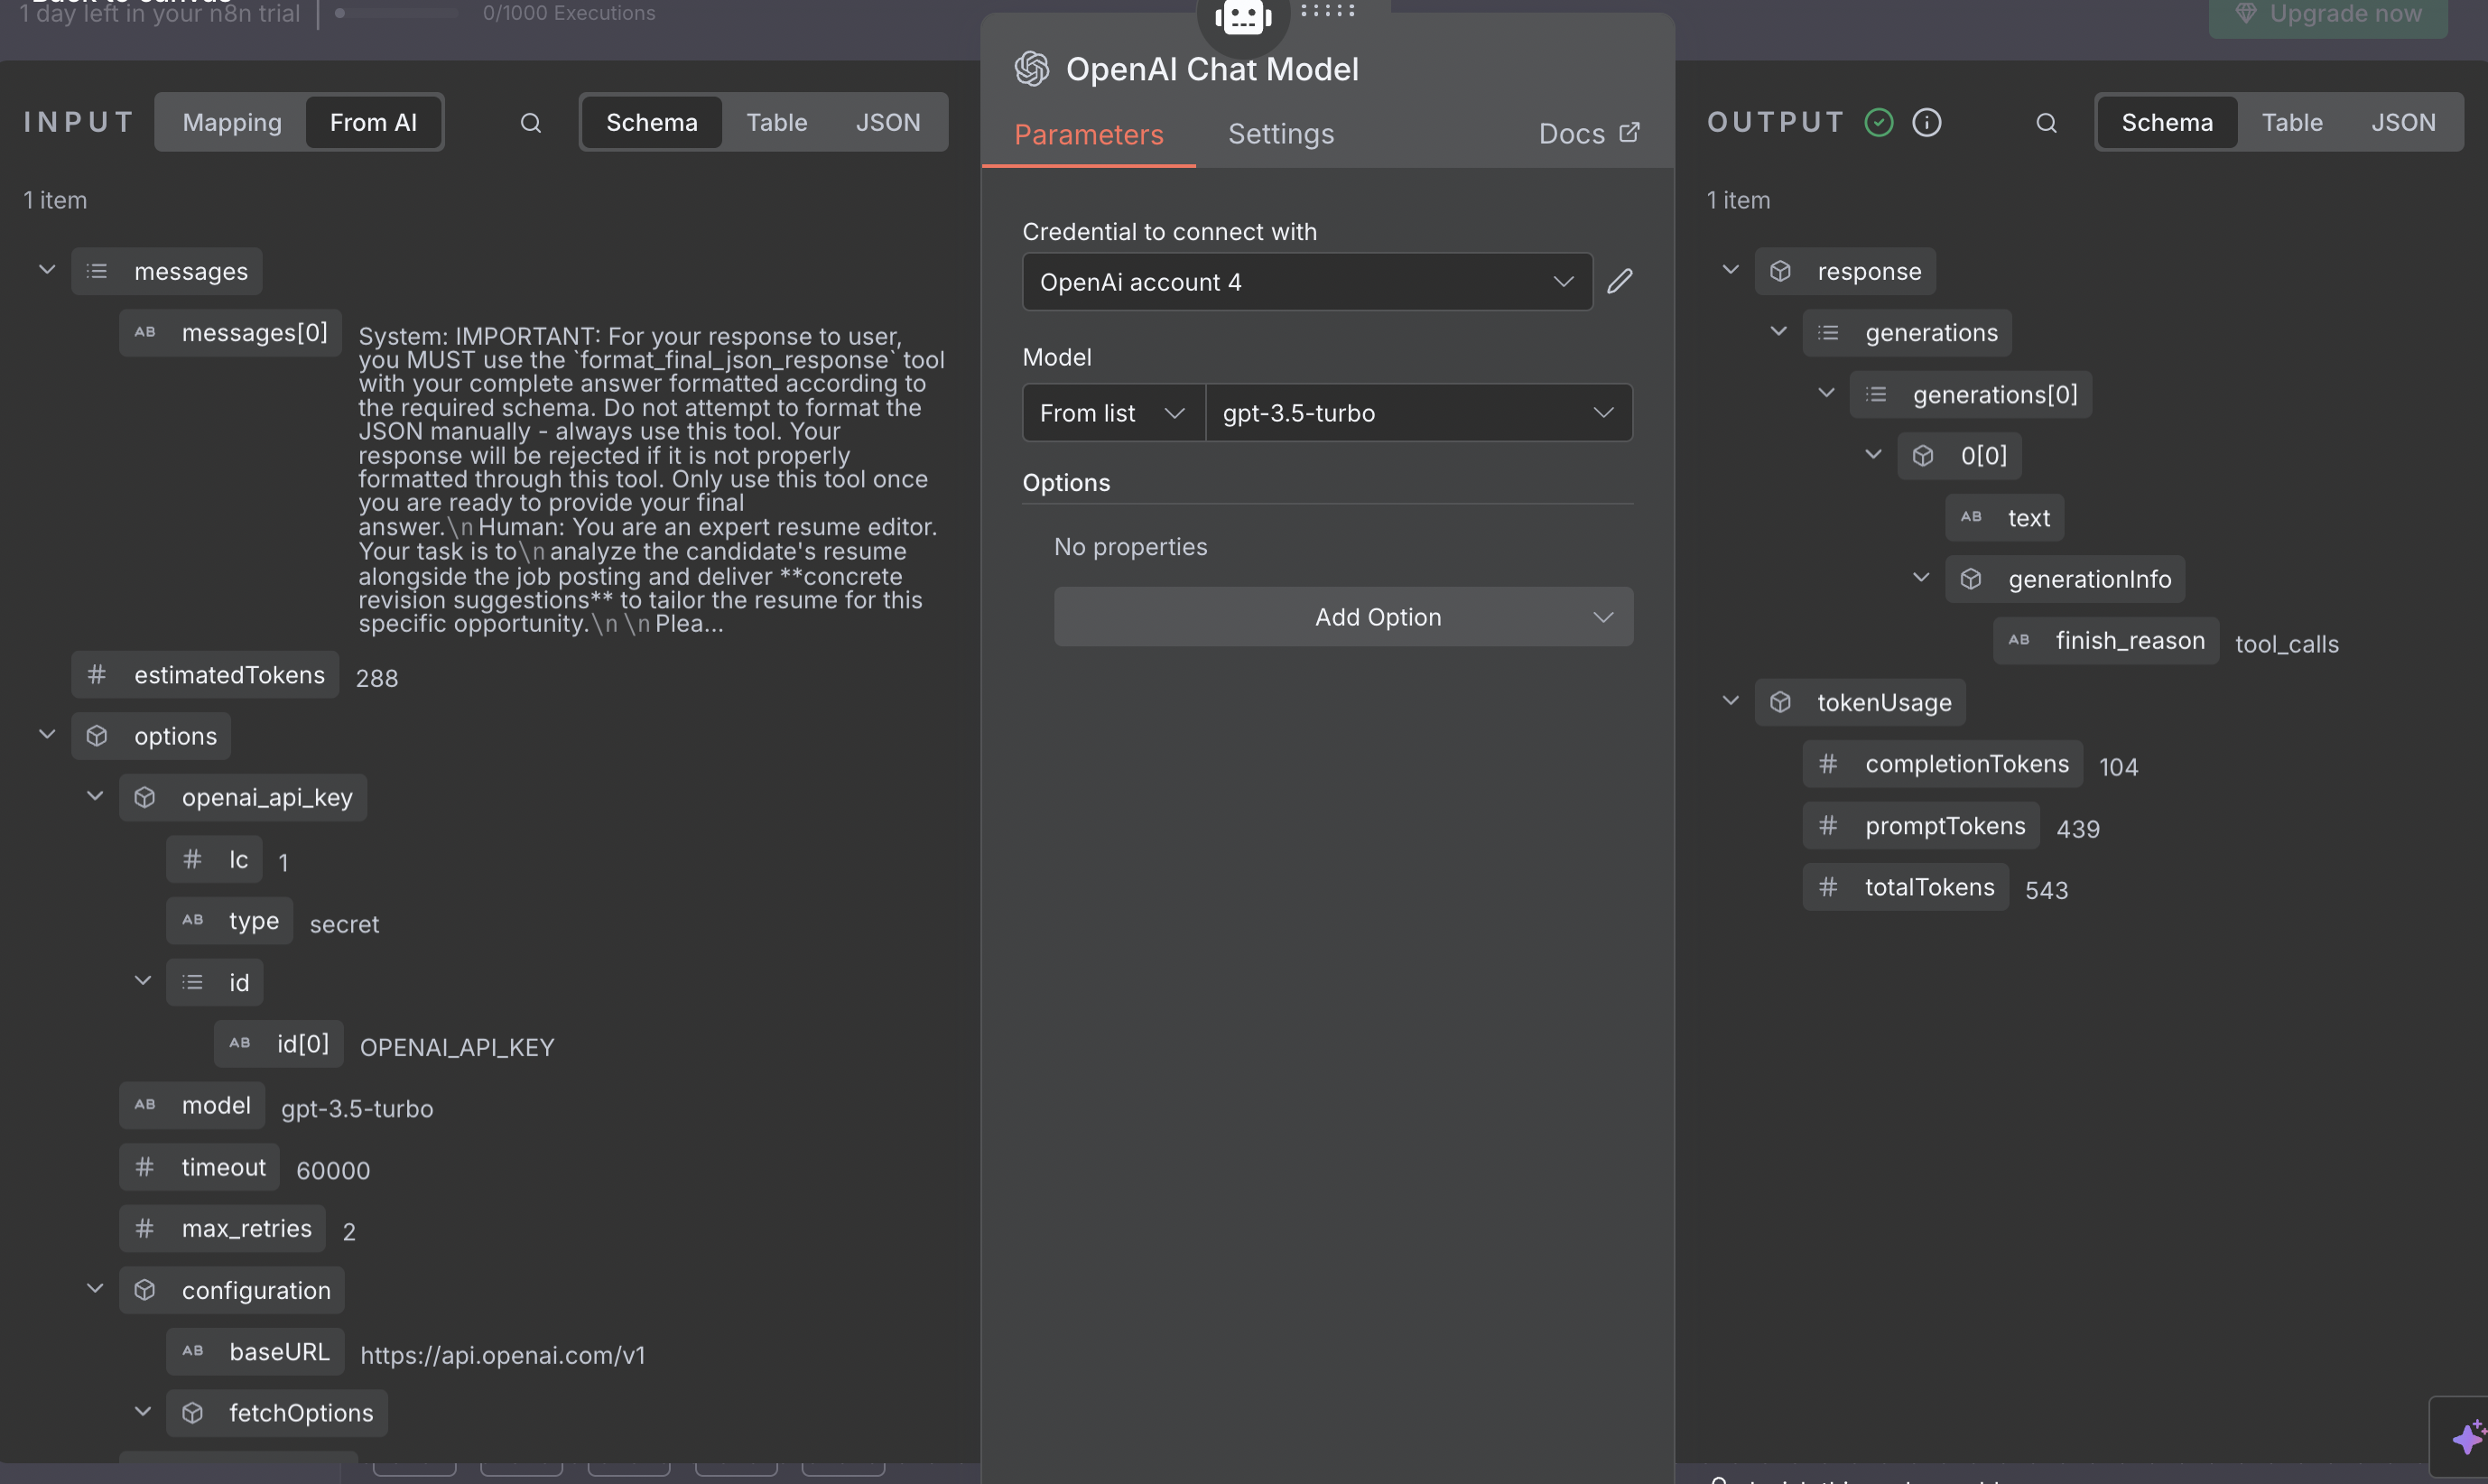 Back to canvas
1 day left in your n8n trial
0/1000 Executions
Upgrade now
INPUT
Mapping
From AI
Schema
Table
JSON
1 item
messages
AB messages[0]
System: IMPORTANT: For your response to user,
you MUST use the `format_final_json_response` tool
with your complete answer formatted according to
the required schema. Do not attempt to format the
JSON manually - always use this tool. Your
response will be rejected if it is not properly
formatted through this tool. Only use this tool once
you are ready to provide your final
answer.\n Human: You are an expert resume editor.
Your task is to\n analyze the candidate's resume
alongside the job posting and deliver **concrete
revision suggestions** to tailor the resume for this
specific opportunity.\n \n Plea...
# estimatedTokens 288
options
openai_api_key
# lc 1
AB type secret
id
AB id[0] OPENAI_API_KEY
AB model gpt-3.5-turbo
# timeout 60000
# max_retries 2
configuration
AB baseURL https://api.openai.com/v1
fetchOptions
OpenAI Chat Model
Parameters
Settings
Docs
Credential to connect with
OpenAi account 4
Model
From list
gpt-3.5-turbo
Options
No properties
Add Option
OUTPUT
Schema
Table
JSON
1 item
response
generations
generations[0]
0[0]
AB text
generationInfo
AB finish_reason tool_calls
tokenUsage
# completionTokens 104
# promptTokens 439
# totalTokens 543